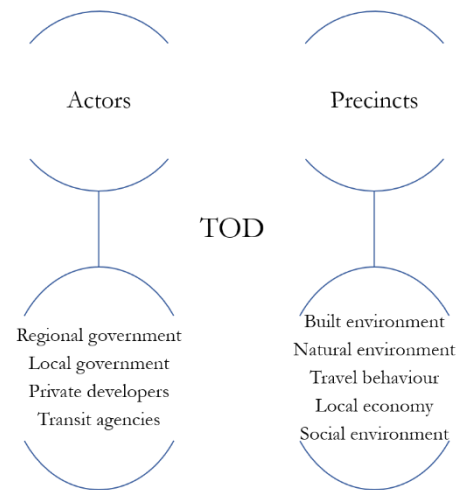 Actors
Precincts
TOD
Regional government
Local government
Private developers
Transit agencies
Built environment
Natural environment
Travel behaviour
Local economy
Social environment